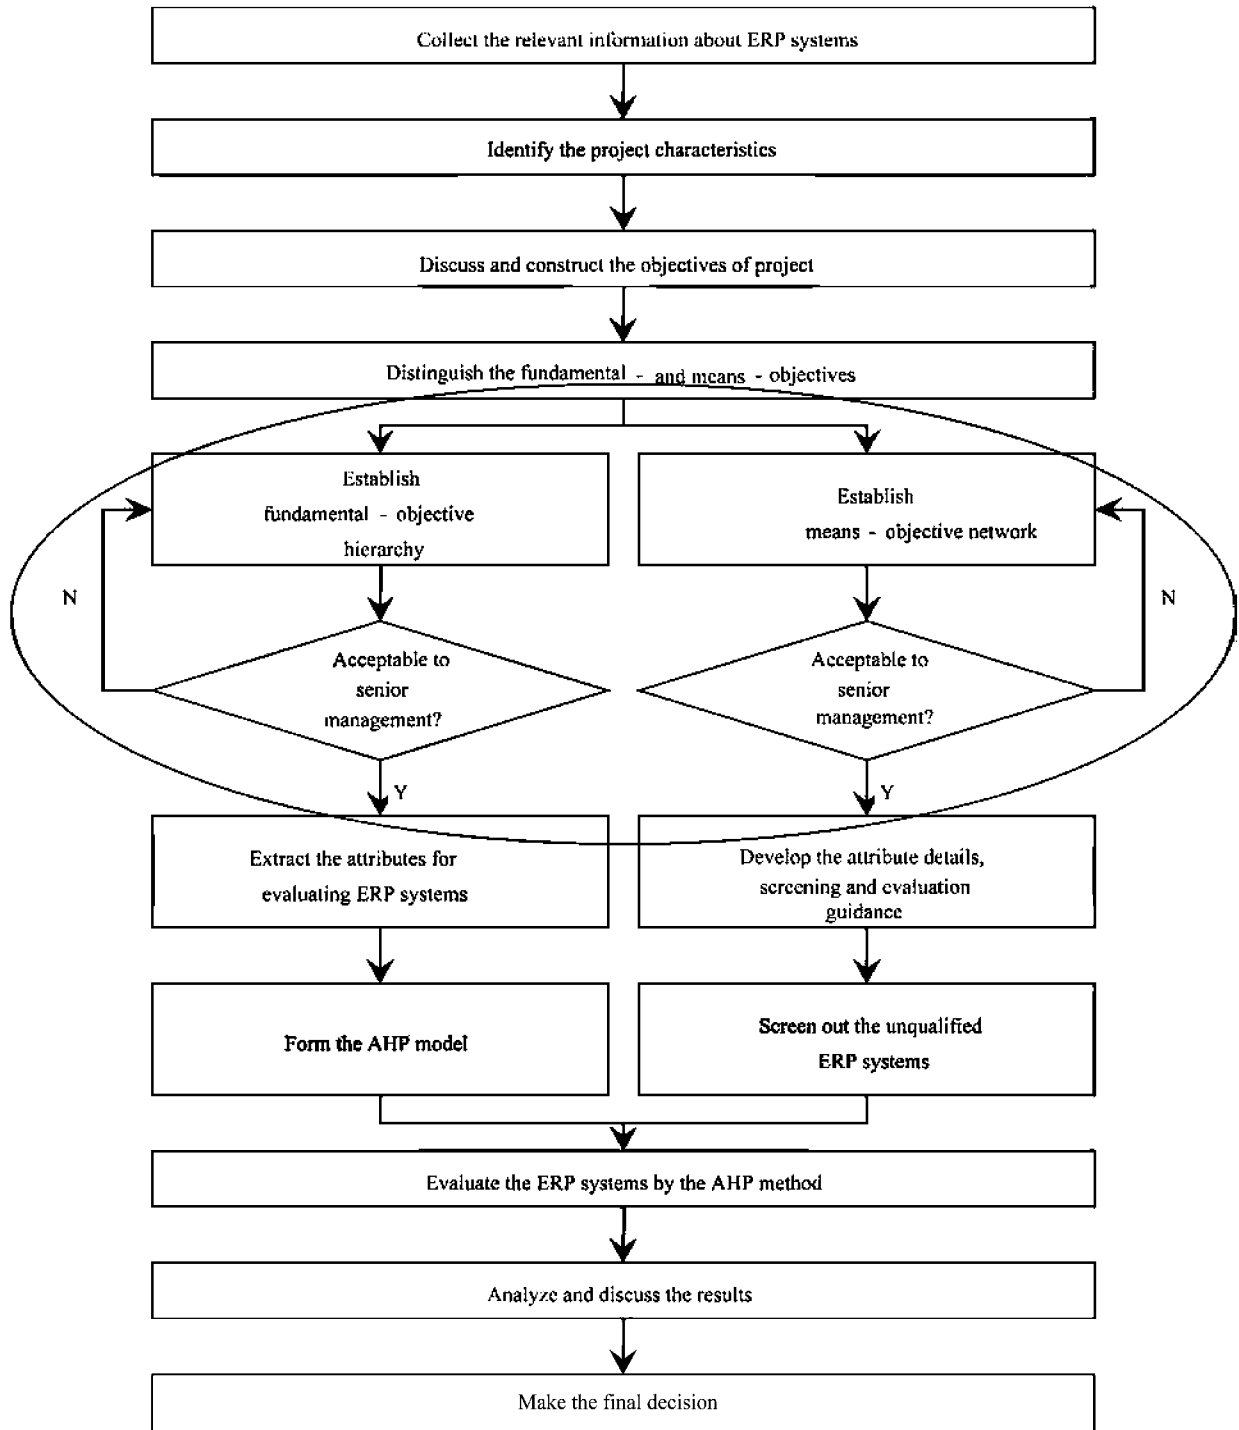 Collect the relevant information about ERP systems
Identify the project characteristics
Discuss and construct the objectives of project
Distinguish the fundamental - and means - objectives
Establish
fundamental - objective
hierarchy
Establish
means - objective network
N
N
Acceptable to
senior
management?
Acceptable to
senior
management?
Y
Y
Extract the attributes for
evaluating ERP systems
Develop the attribute details,
screening and evaluation
guidance
Form the AHP model
Screen out the unqualified
ERP systems
Evaluate the ERP systems by the AHP method
Analyze and discuss the results
Make the final decision